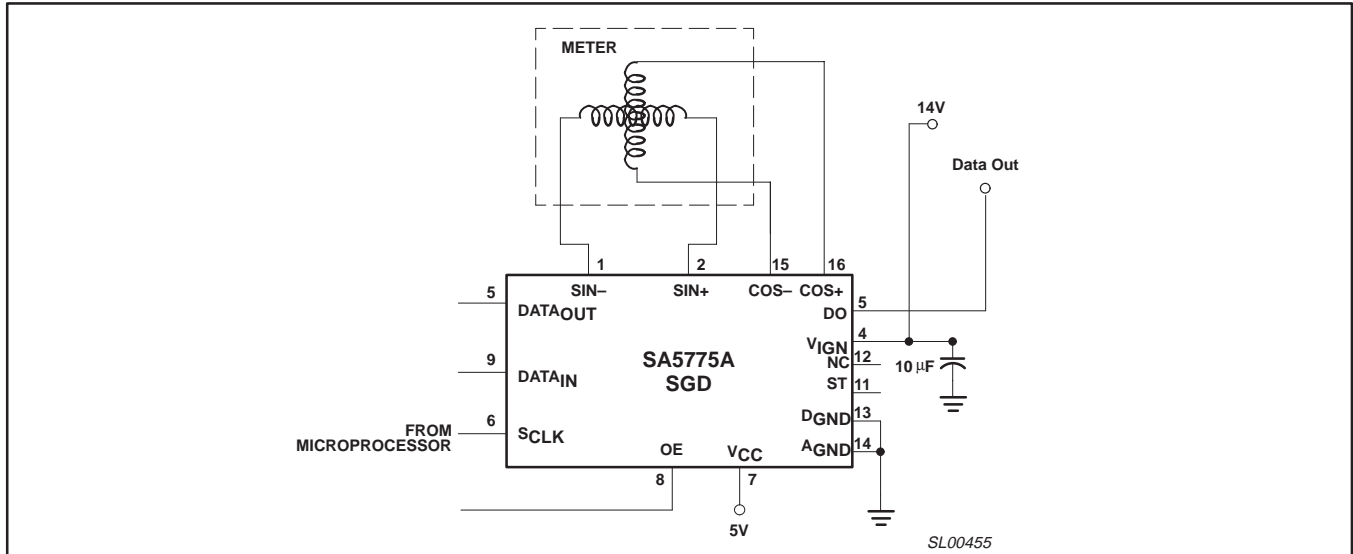 METER
14V
Data Out
1
2
15
16
SIN–
SIN+
COS–
COS+
5
DATAOUT
5
DO
4
VIGN
SA5775A
SGD
12
NC
10 µF
9
DATAIN
11
ST
13
DGND
FROM
MICROPROCESSOR
6
SCLK
14
AGND
OE
VCC
8
7
5V
SL00455